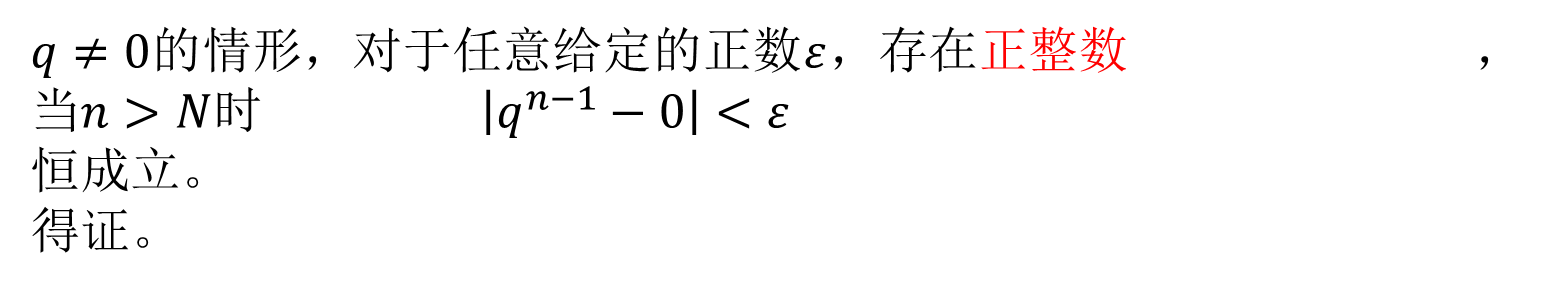 q ≠ 0的情形，对于任意给定的正数ε，存在正整数 ，
当n > N时 |qⁿ⁻¹ − 0| < ε
恒成立。
得证。